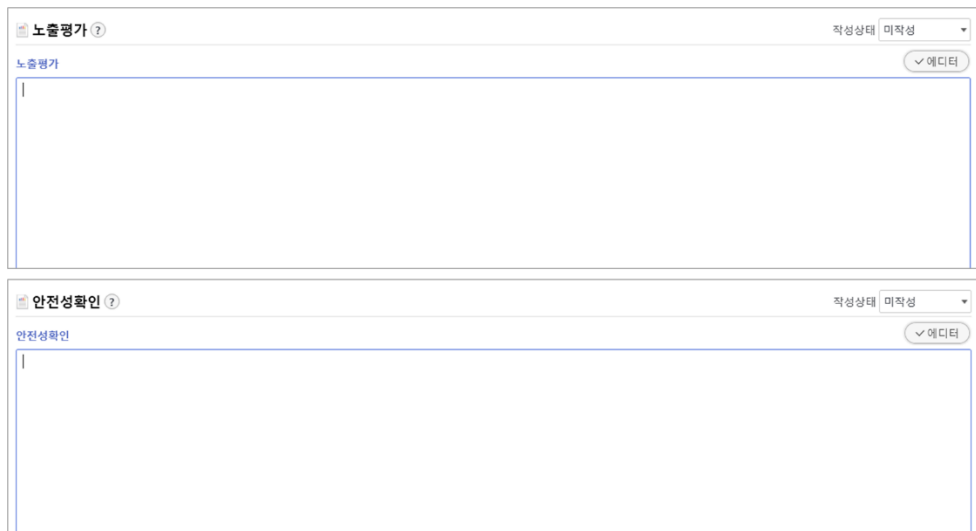 노출평가 ?
작성상태 미작성
노출평가
에디터
안전성확인 ?
작성상태 미작성
안전성확인
에디터